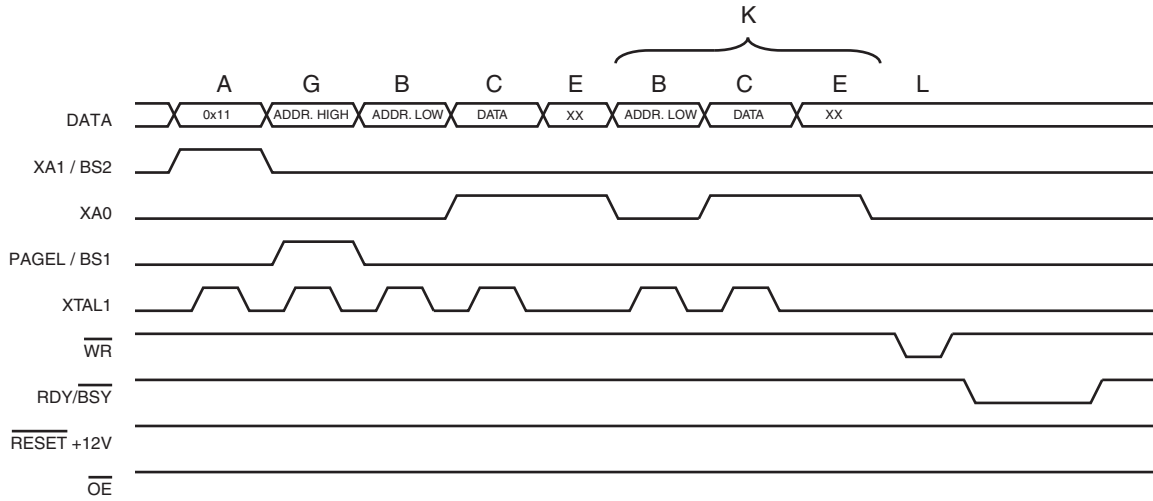 K
A G B C E B C E L
DATA 0x11 ADDR. HIGH ADDR. LOW DATA XX ADDR. LOW DATA XX
XA1 / BS2
XA0
PAGEL / BS1
XTAL1
WR
RDY/BSY
RESET +12V
OE